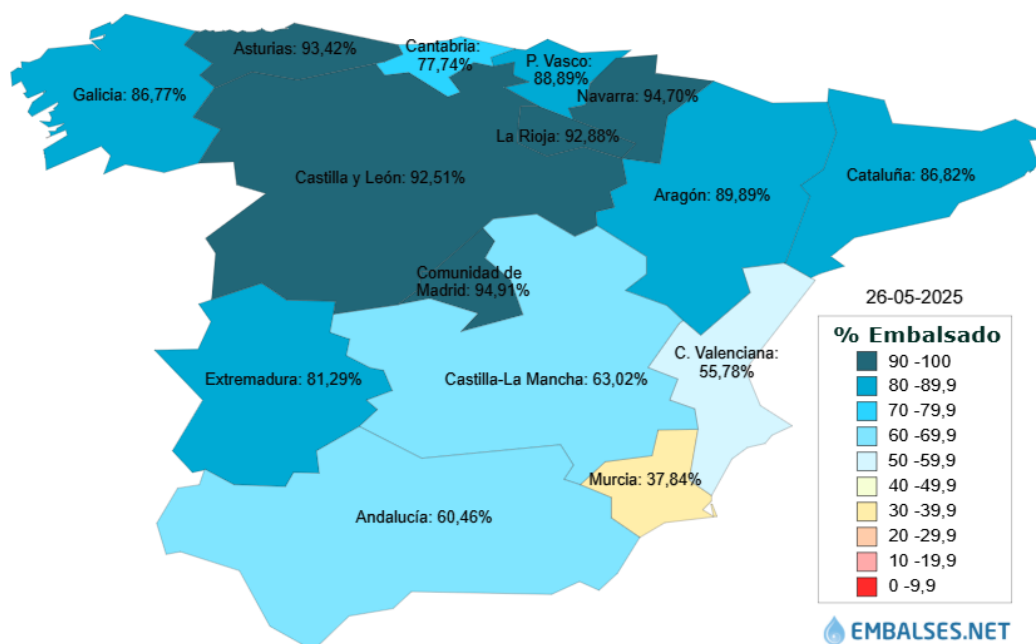 Asturias: 93,42%
Cantabria:
77,74%
P. Vasco:
88,89%
Galicia: 86,77%
Navarra: 94,70%
La Rioja: 92,88%
Castilla y León: 92,51%
Aragón: 89,89%
Cataluña: 86,82%
Comunidad de
Madrid: 94,91%
C. Valenciana:
55,78%
Extremadura: 81,29%
Castilla-La Mancha: 63,02%
Murcia: 37,84%
Andalucía: 60,46%
26-05-2025
% Embalsado
90 -100
80 -89,9
70 -79,9
60 -69,9
50 -59,9
40 -49,9
30 -39,9
20 -29,9
10 -19,9
0 -9,9
EMBALSES.NET